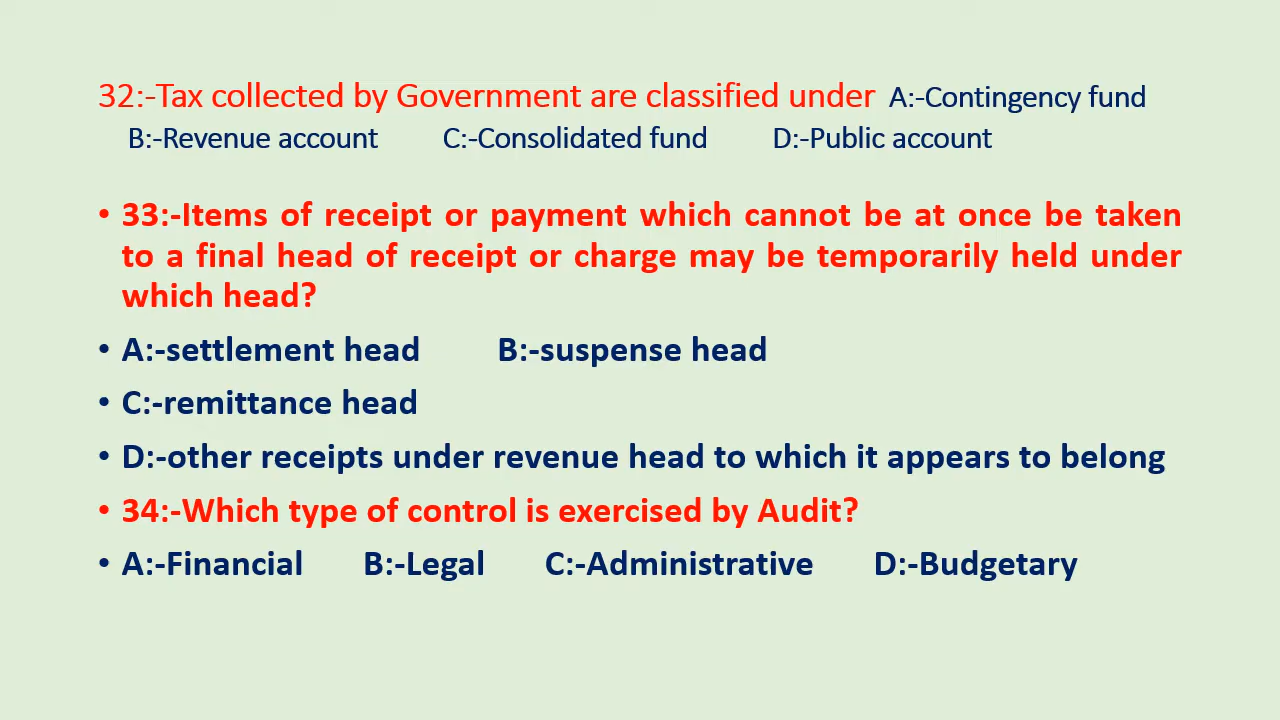 32:-Tax collected by Government are classified under A:-Contingency fund
B:-Revenue account C:-Consolidated fund D:-Public account
• 33:-Items of receipt or payment which cannot be at once be taken
to a final head of receipt or charge may be temporarily held under
which head?
• A:-settlement head B:-suspense head
• C:-remittance head
• D:-other receipts under revenue head to which it appears to belong
• 34:-Which type of control is exercised by Audit?
• A:-Financial B:-Legal C:-Administrative D:-Budgetary